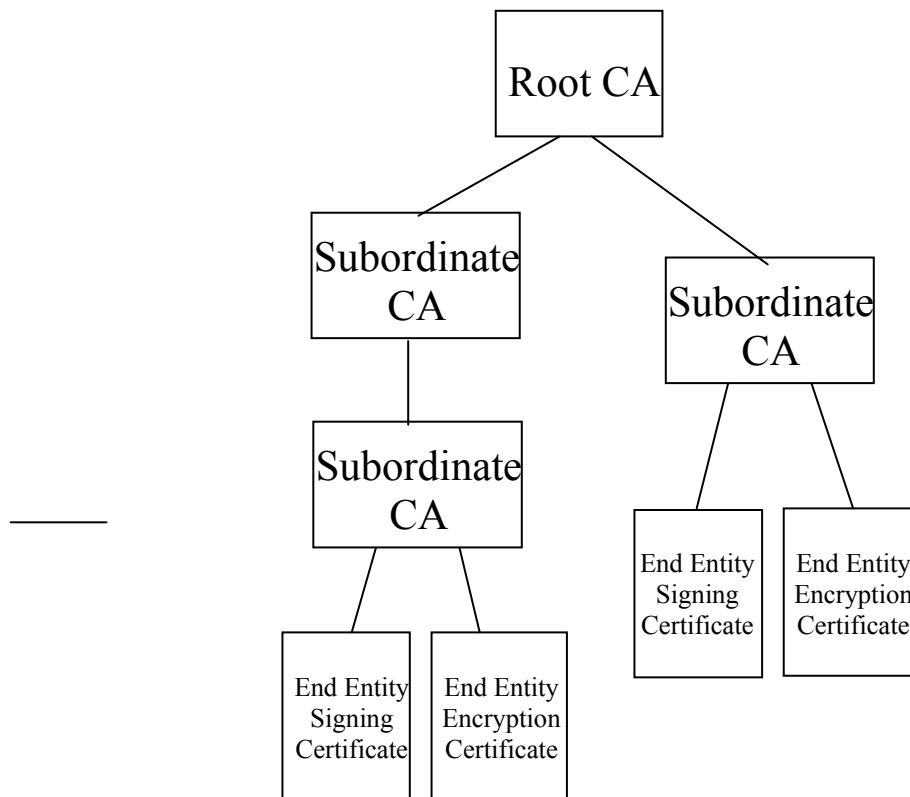 Root CA
Subordinate
CA
Subordinate
CA
Subordinate
CA
End Entity
Signing
Certificate
End Entity
Encryption
Certificate
End Entity
Signing
Certificate
End Entity
Encryption
Certificate